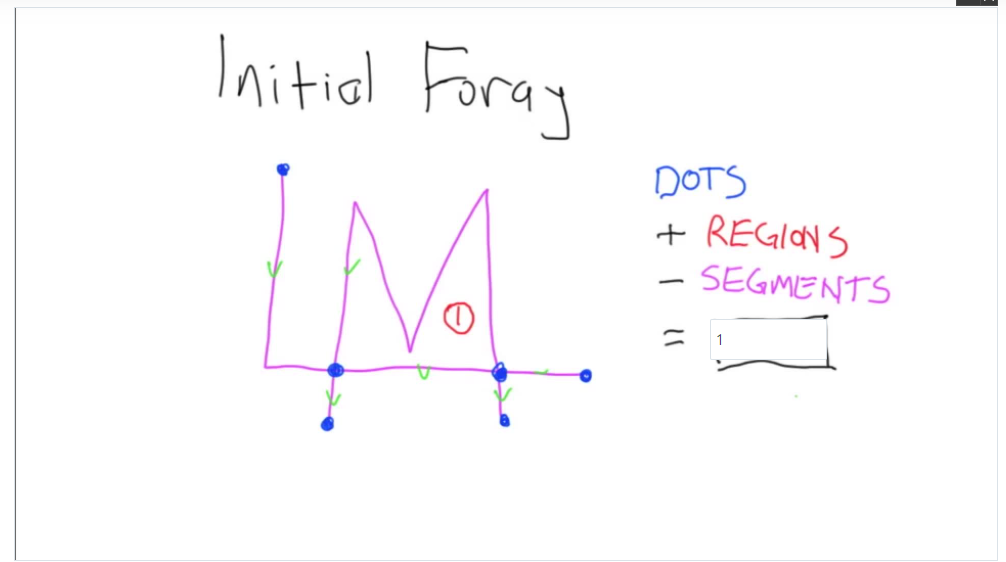 Initial Foray
DOTS
+ REGIONS
- SEGMENTS
= 1
1